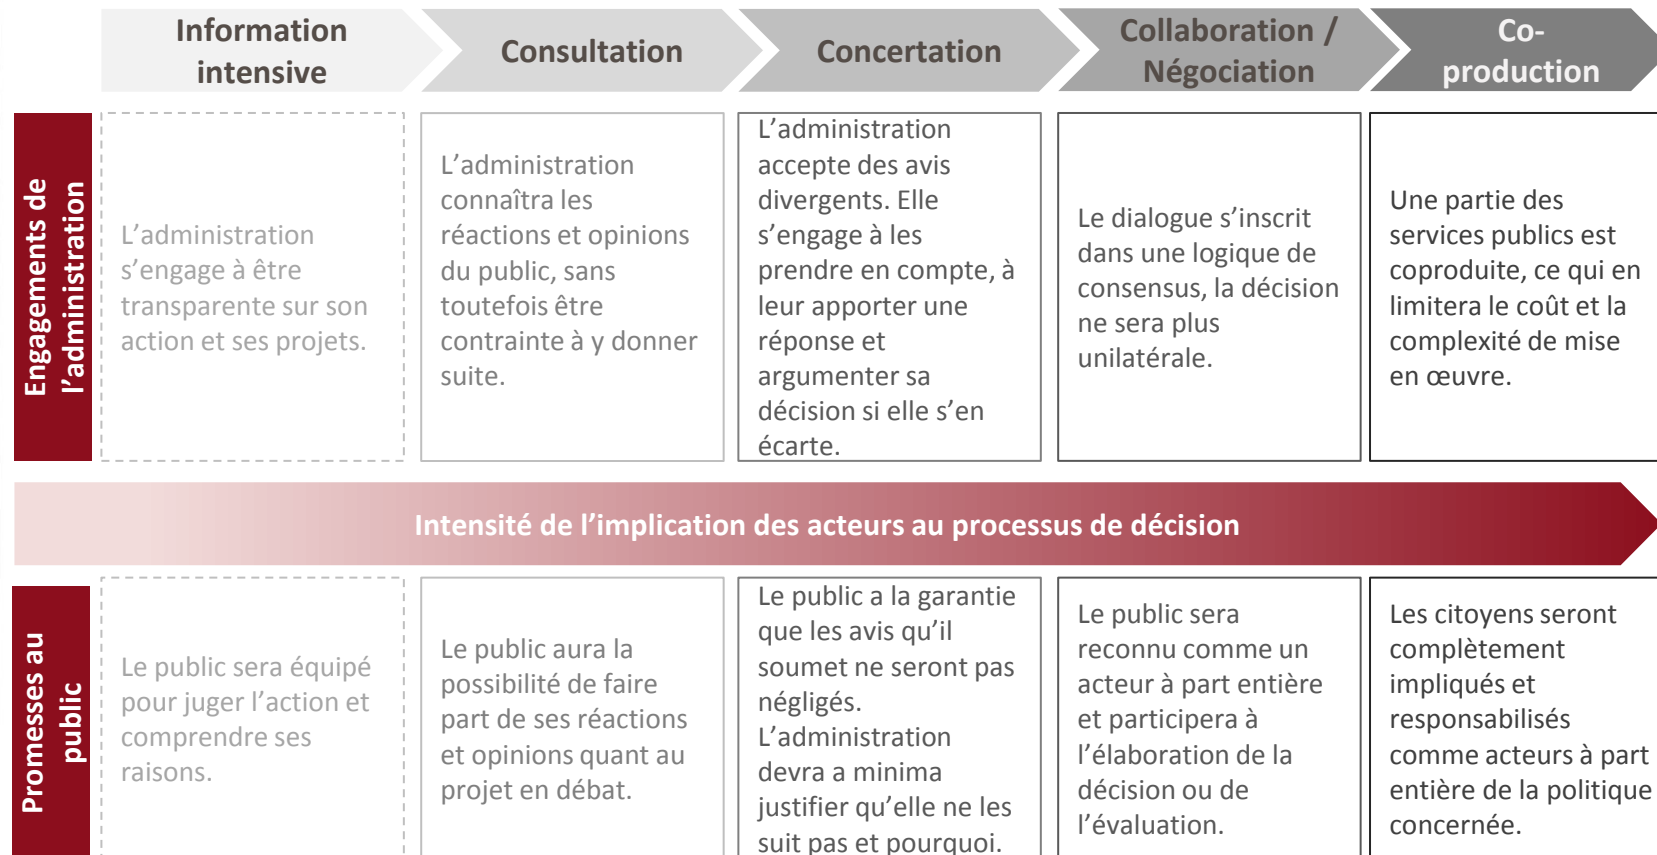 Information
intensive
Consultation
Concertation
Collaboration /
Négociation
Co-
production
Engagements de
l’administration
L’administration
s’engage à être
transparente sur son
action et ses projets.
L’administration
connaîtra les
réactions et opinions
du public, sans
toutefois être
contrainte à y donner
suite.
L’administration
accepte des avis
divergents. Elle
s’engage à les
prendre en compte, à
leur apporter une
réponse et
argumenter sa
décision si elle s’en
écarte.
Le dialogue s’inscrit
dans une logique de
consensus, la décision
ne sera plus
unilatérale.
Une partie des
services publics est
coproduite, ce qui en
limitera le coût et la
complexité de mise
en œuvre.
Intensité de l’implication des acteurs au processus de décision
Promesses au
public
Le public sera équipé
pour juger l’action et
comprendre ses
raisons.
Le public aura la
possibilité de faire
part de ses réactions
et opinions quant au
projet en débat.
Le public a la garantie
que les avis qu’il
soumet ne seront pas
négligés.
L’administration
devra a minima
justifier qu’elle ne les
suit pas et pourquoi.
Le public sera
reconnu comme un
acteur à part entière
et participera à
l’élaboration de la
décision ou de
l’évaluation.
Les citoyens seront
complètement
impliqués et
responsabilisés
comme acteurs à part
entière de la politique
concernée.